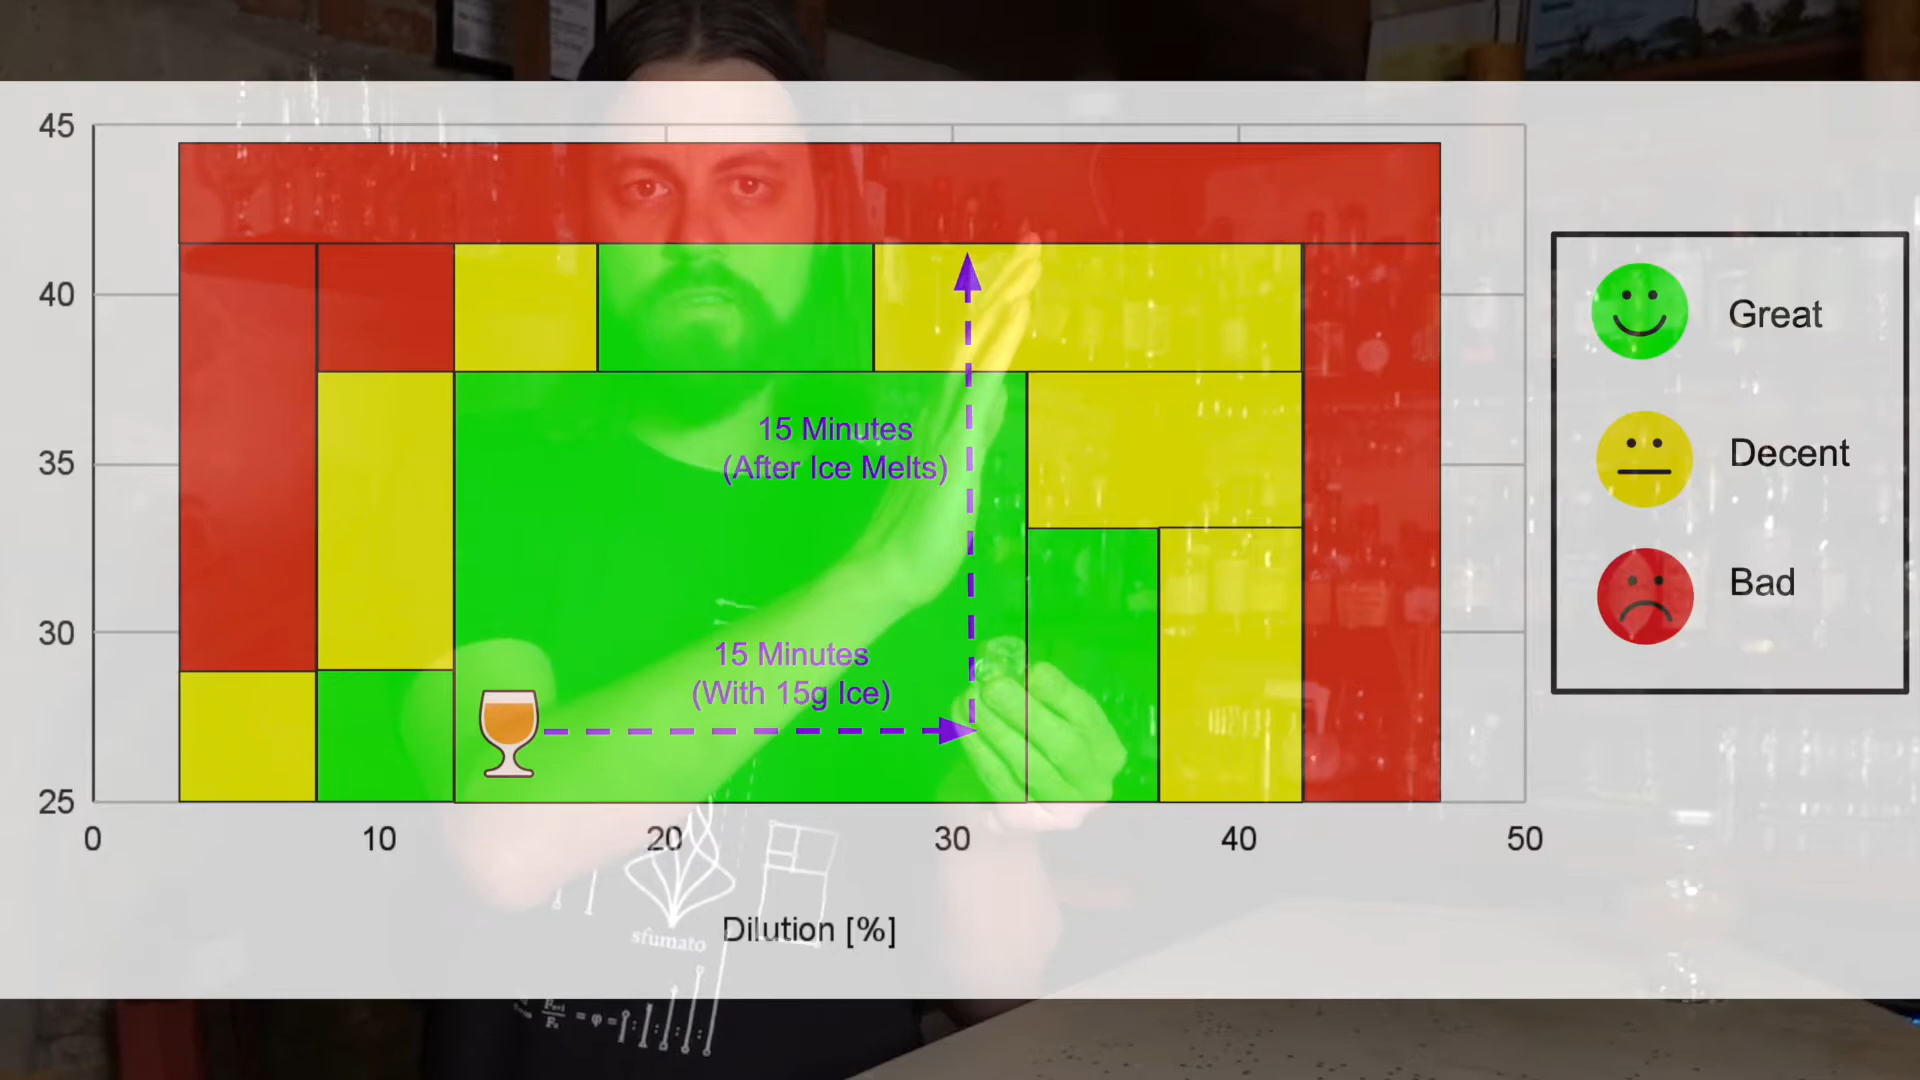 45
40
35
30
25
0
10
20
30
40
50
15 Minutes
(After Ice Melts)
15 Minutes
(With 15g Ice)
Dilution [%]
Great
Decent
Bad
sfumato
= φ =